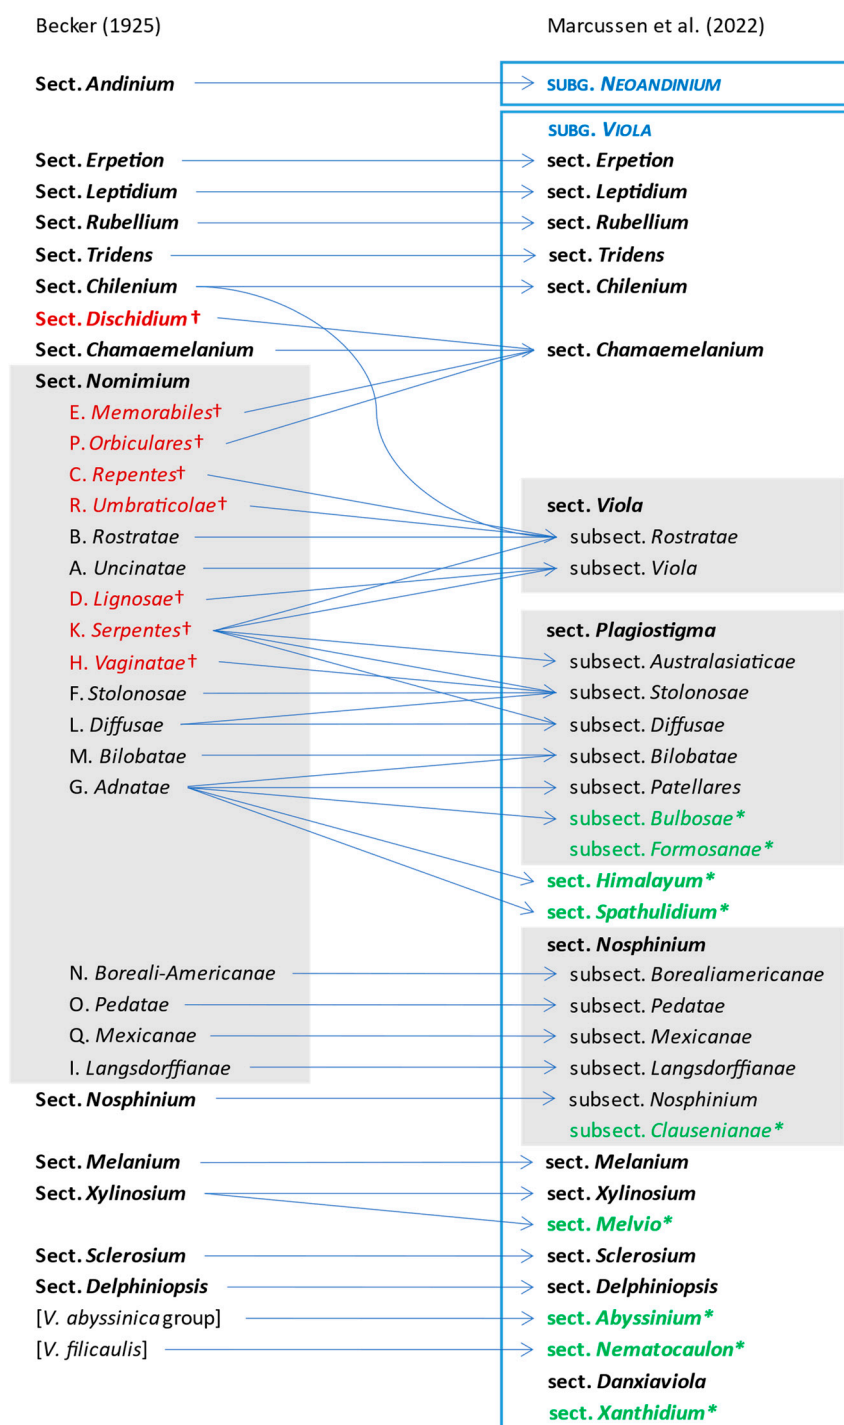 Becker (1925) Marcussen et al. (2022)
Sect. Andinium SUBG. NEOANDINIUM
SUBG. VIOLA
Sect. Erpetion sect. Erpetion
Sect. Leptidium sect. Leptidium
Sect. Rubellium sect. Rubellium
Sect. Tridens sect. Tridens
Sect. Chilenium sect. Chilenium
Sect. Dischidium†
Sect. Chamaemelanium sect. Chamaemelanium
Sect. Nomimium
E. Memorabiles†
P. Orbiculares†
C. Repentes†
R. Umbraticolae† sect. Viola
B. Rostratae subsect. Rostratae
A. Uncinatae subsect. Viola
D. Lignosae†
K. Serpentes† sect. Plagiostigma
H. Vaginatae† subsect. Australasiaticae
F. Stolonosae subsect. Stolonosae
L. Diffusae subsect. Diffusae
M. Bilobatae subsect. Bilobatae
G. Adnatae subsect. Patellares
subsect. Bulbosae*
subsect. Formosanae*
sect. Himalayum*
sect. Spathulidium*
sect. Nosphinium
N. Boreali-Americanae subsect. Borealiamericanae
O. Pedatae subsect. Pedatae
Q. Mexicanae subsect. Mexicanae
I. Langsdorffianae subsect. Langsdorffianae
Sect. Nosphinium subsect. Nosphinium
subsect. Clausenianae*
Sect. Melanium sect. Melanium
Sect. Xylinosium sect. Xylinosium
sect. Melvio*
Sect. Sclerosium sect. Sclerosium
Sect. Delphiniopsis sect. Delphiniopsis
[V. abyssinica group] sect. Abyssinium*
[V. filicaulis] sect. Nematocaulon*
sect. Danxiaviola
sect. Xanthidium*